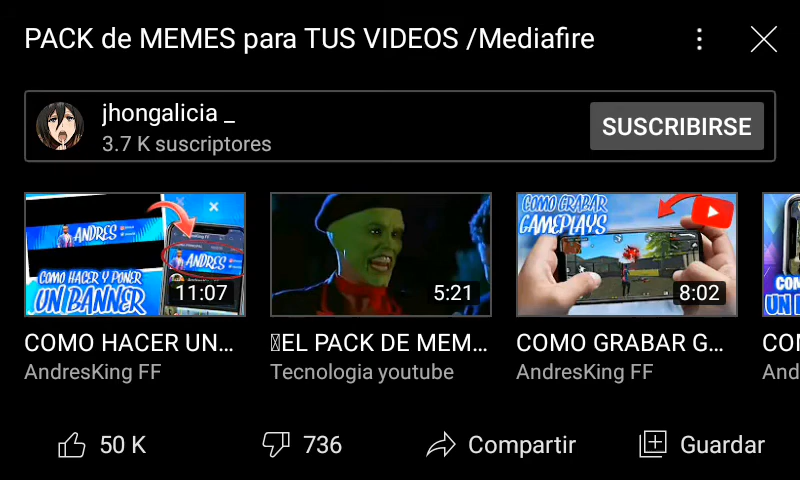 PACK de MEMES para TUS VIDEOS /Mediafire
jhongalicia _
3.7 K suscriptores
SUSCRIBIRSE
ANDRES
ANDRES
COMO HACER Y PONER
UN BANNER
11:07
5:21
COMO GRABAR
GAMEPLAYS
8:02
COMO HACER UN...
EL PACK DE MEM...
COMO GRABAR G...
AndresKing FF
Tecnologia youtube
AndresKing FF
50 K
736
Compartir
Guardar